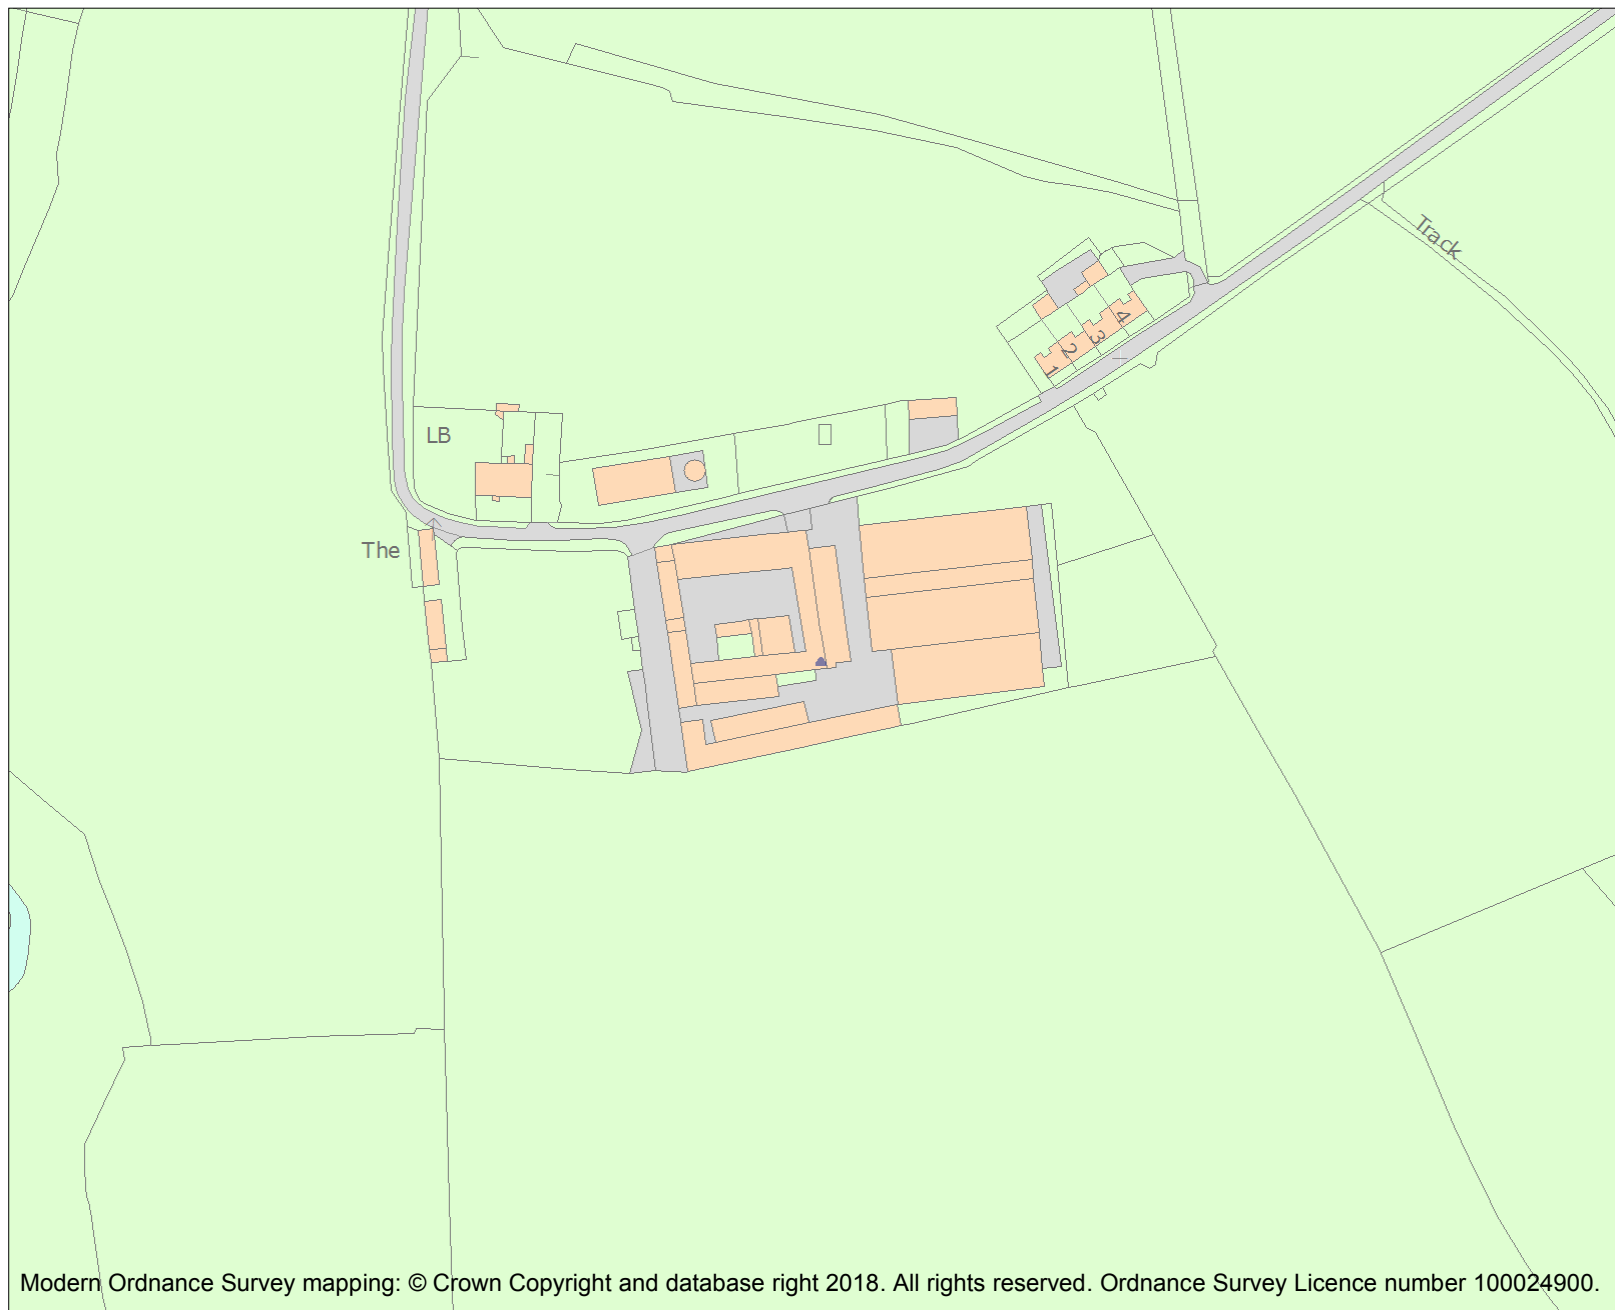 Track
4
3
2
1
LB
The
Modern Ordnance Survey mapping: © Crown Copyright and database right 2018. All rights reserved. Ordnance Survey Licence number 100024900.